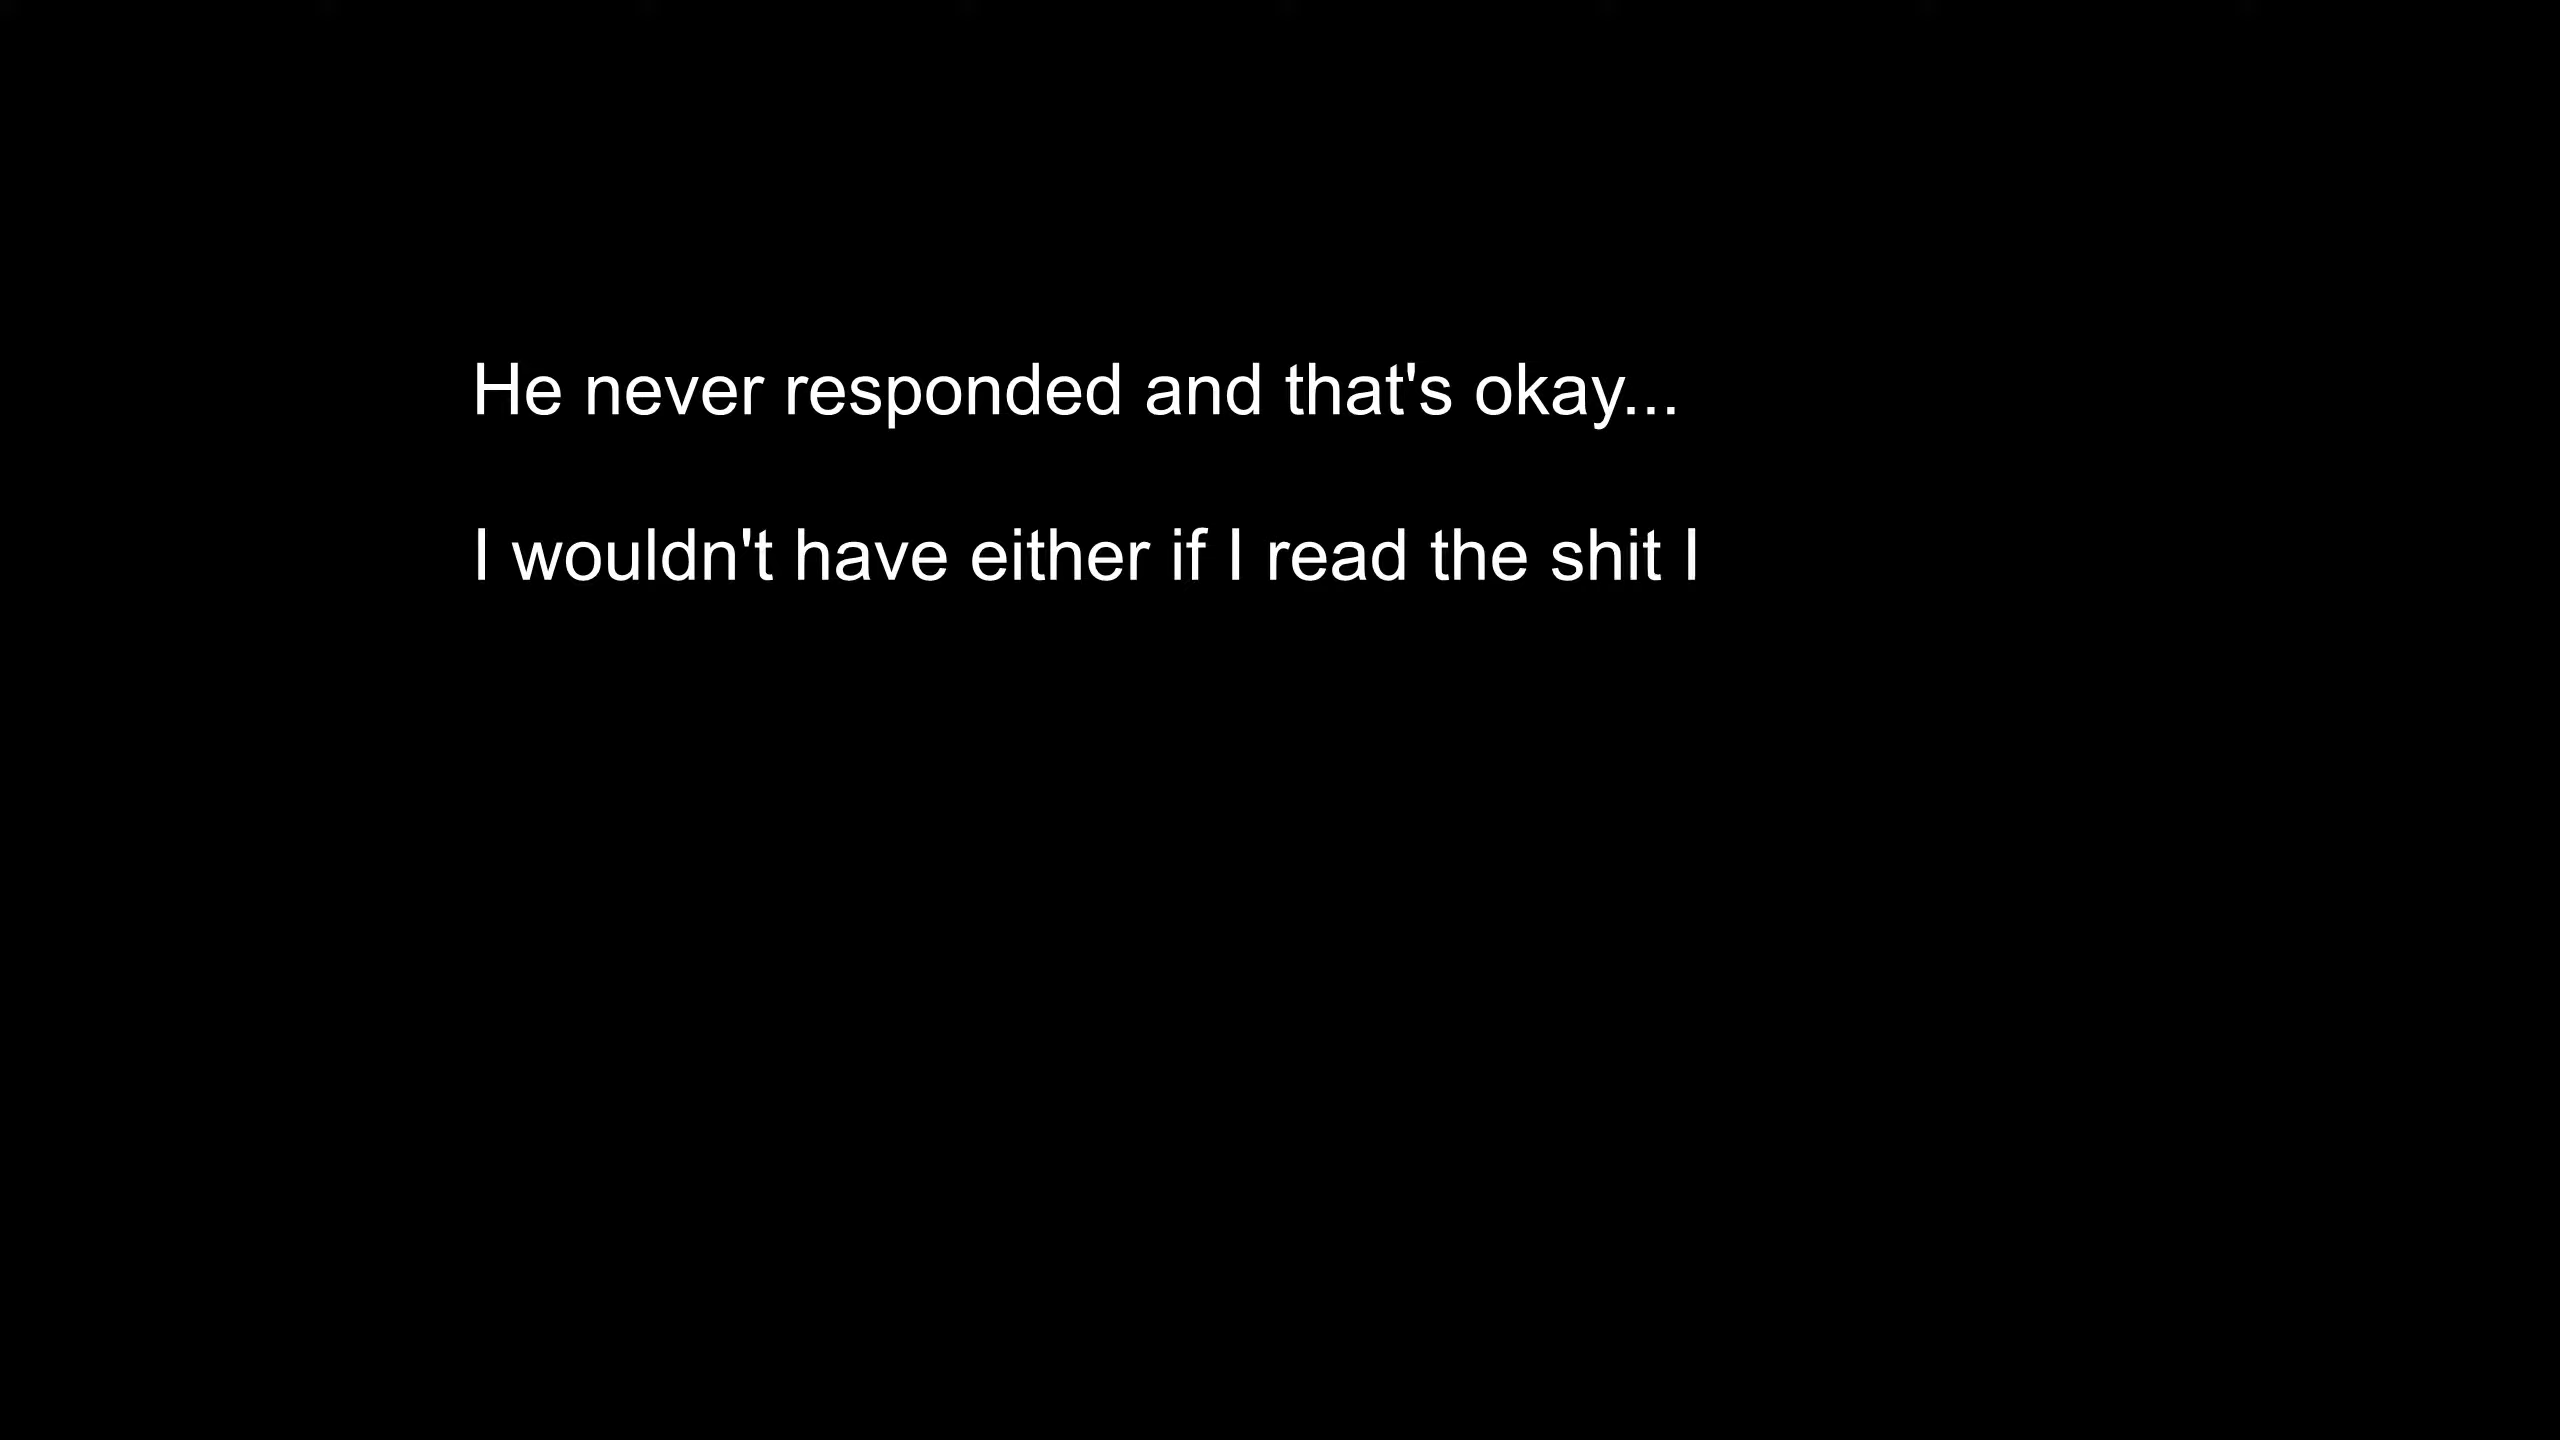 He never responded and that's okay...
I wouldn't have either if I read the shit I